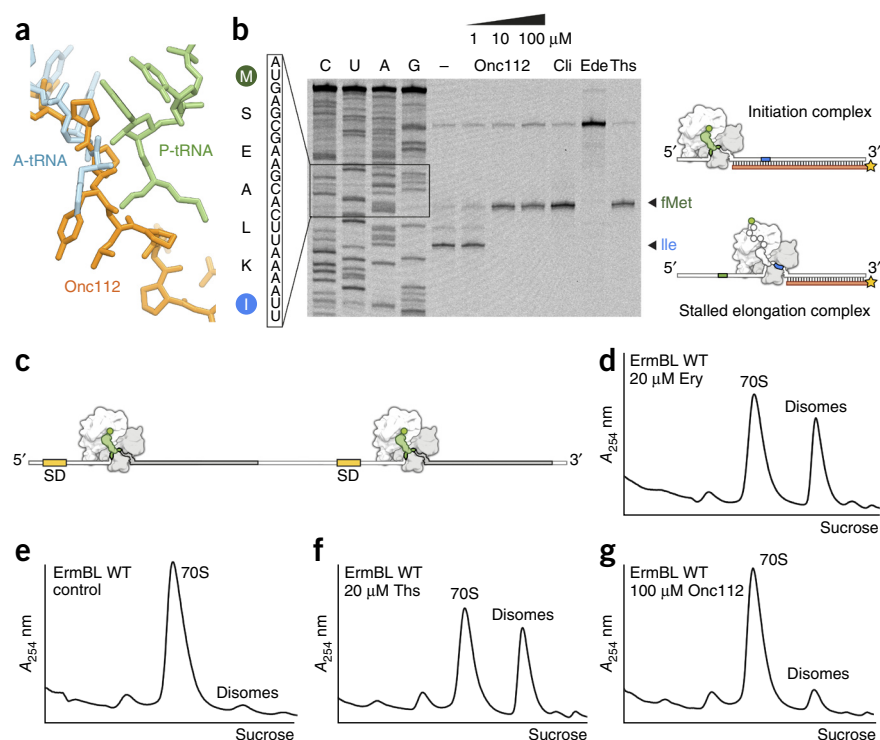 a
A-tRNA
P-tRNA
Onc112
b
1 10 100 μM
C U A G – Onc112 Cli Ede Ths
M
S
E
A
L
K
I
A
U
G
A
G
C
G
A
A
G
C
A
C
U
U
A
A
A
A
U
U
fMet
Ile
Initiation complex
5′ 3′
5′ 3′
Stalled elongation complex
c
5′ SD SD 3′
d
ErmBL WT
20 μM Ery
70S
Disomes
A254 nm
Sucrose
e
ErmBL WT
control
70S
Disomes
A254 nm
Sucrose
f
ErmBL WT
20 μM Ths
70S
Disomes
A254 nm
Sucrose
g
ErmBL WT
100 μM Onc112
70S
Disomes
A254 nm
Sucrose